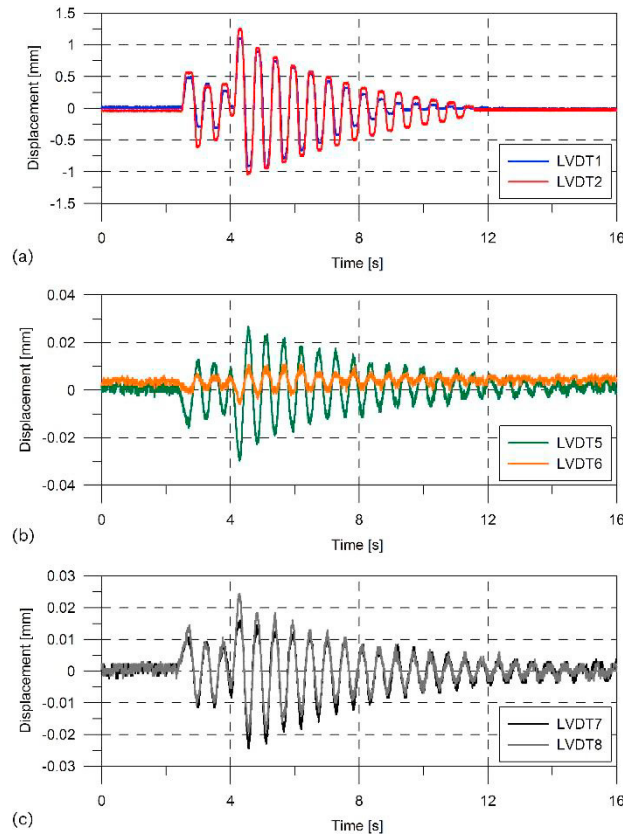 1.5
1
0.5
0
-0.5
-1
-1.5
Displacement [mm]
LVDT1
LVDT2
0 4 8 12 16
Time [s]
(a)
0.04
0.02
0
-0.02
-0.04
Displacement [mm]
LVDT5
LVDT6
0 4 8 12 16
Time [s]
(b)
0.03
0.02
0.01
0
-0.01
-0.02
-0.03
Displacement [mm]
LVDT7
LVDT8
0 4 8 12 16
Time [s]
(c)